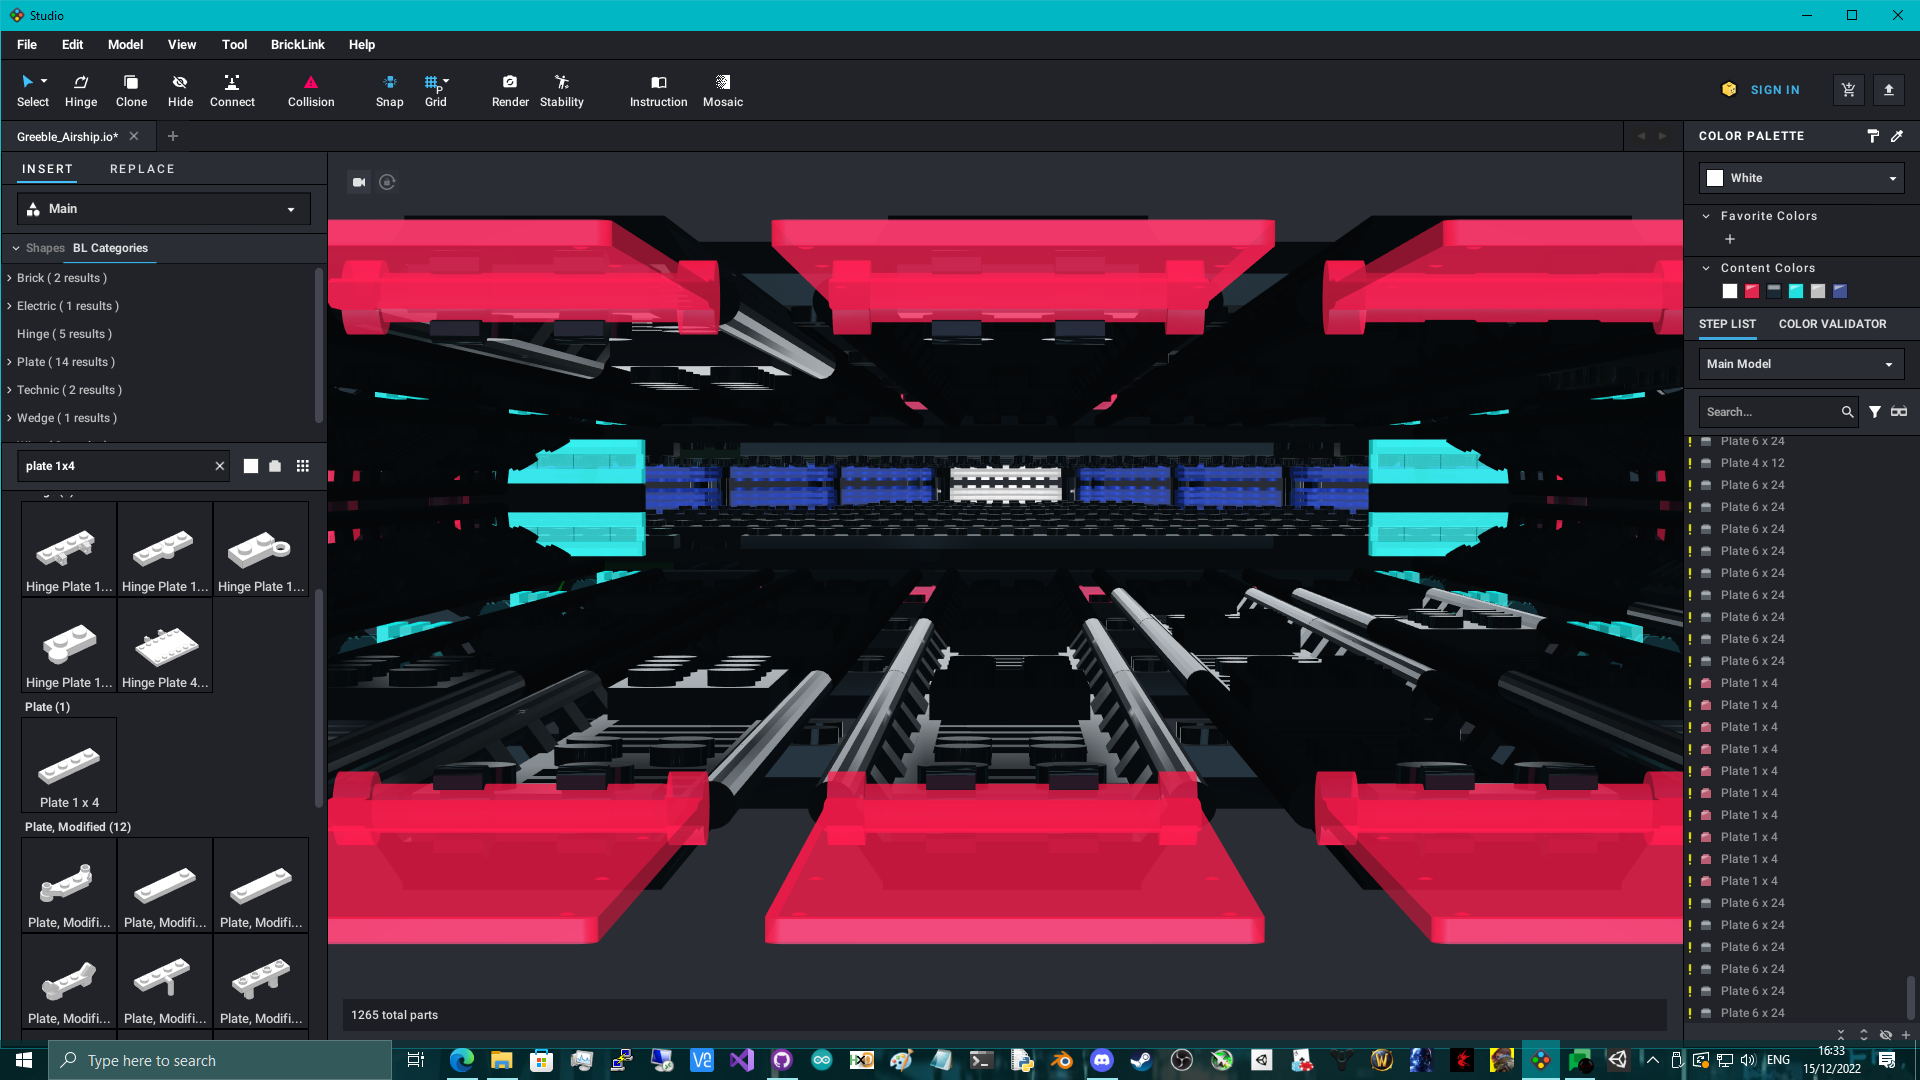 Studio
File Edit Model View Tool BrickLink Help
Select Hinge Clone Hide Connect Collision Snap Grid Render Stability Instruction Mosaic
SIGN IN
Greeble_Airship.io*
INSERT REPLACE
Main
Shapes BL Categories
Brick ( 2 results )
Electric ( 1 results )
Hinge ( 5 results )
Plate ( 14 results )
Technic ( 2 results )
Wedge ( 1 results )
plate 1x4
Hinge Plate 1... Hinge Plate 1... Hinge Plate 1...
Hinge Plate 1... Hinge Plate 4...
Plate (1)
Plate 1 x 4
Plate, Modified (12)
Plate, Modifi... Plate, Modifi... Plate, Modifi...
Plate, Modifi... Plate, Modifi... Plate, Modifi...
1265 total parts
COLOR PALETTE
White
Favorite Colors
Content Colors
STEP LIST COLOR VALIDATOR
Main Model
Search...
Plate 6 x 24
Plate 4 x 12
Plate 6 x 24
Plate 6 x 24
Plate 6 x 24
Plate 6 x 24
Plate 6 x 24
Plate 6 x 24
Plate 6 x 24
Plate 6 x 24
Plate 6 x 24
Plate 1 x 4
Plate 1 x 4
Plate 1 x 4
Plate 1 x 4
Plate 1 x 4
Plate 1 x 4
Plate 1 x 4
Plate 1 x 4
Plate 1 x 4
Plate 1 x 4
Plate 6 x 24
Plate 6 x 24
Plate 6 x 24
Plate 6 x 24
Plate 6 x 24
Plate 6 x 24
Type here to search
ENG
16:33
15/12/2022